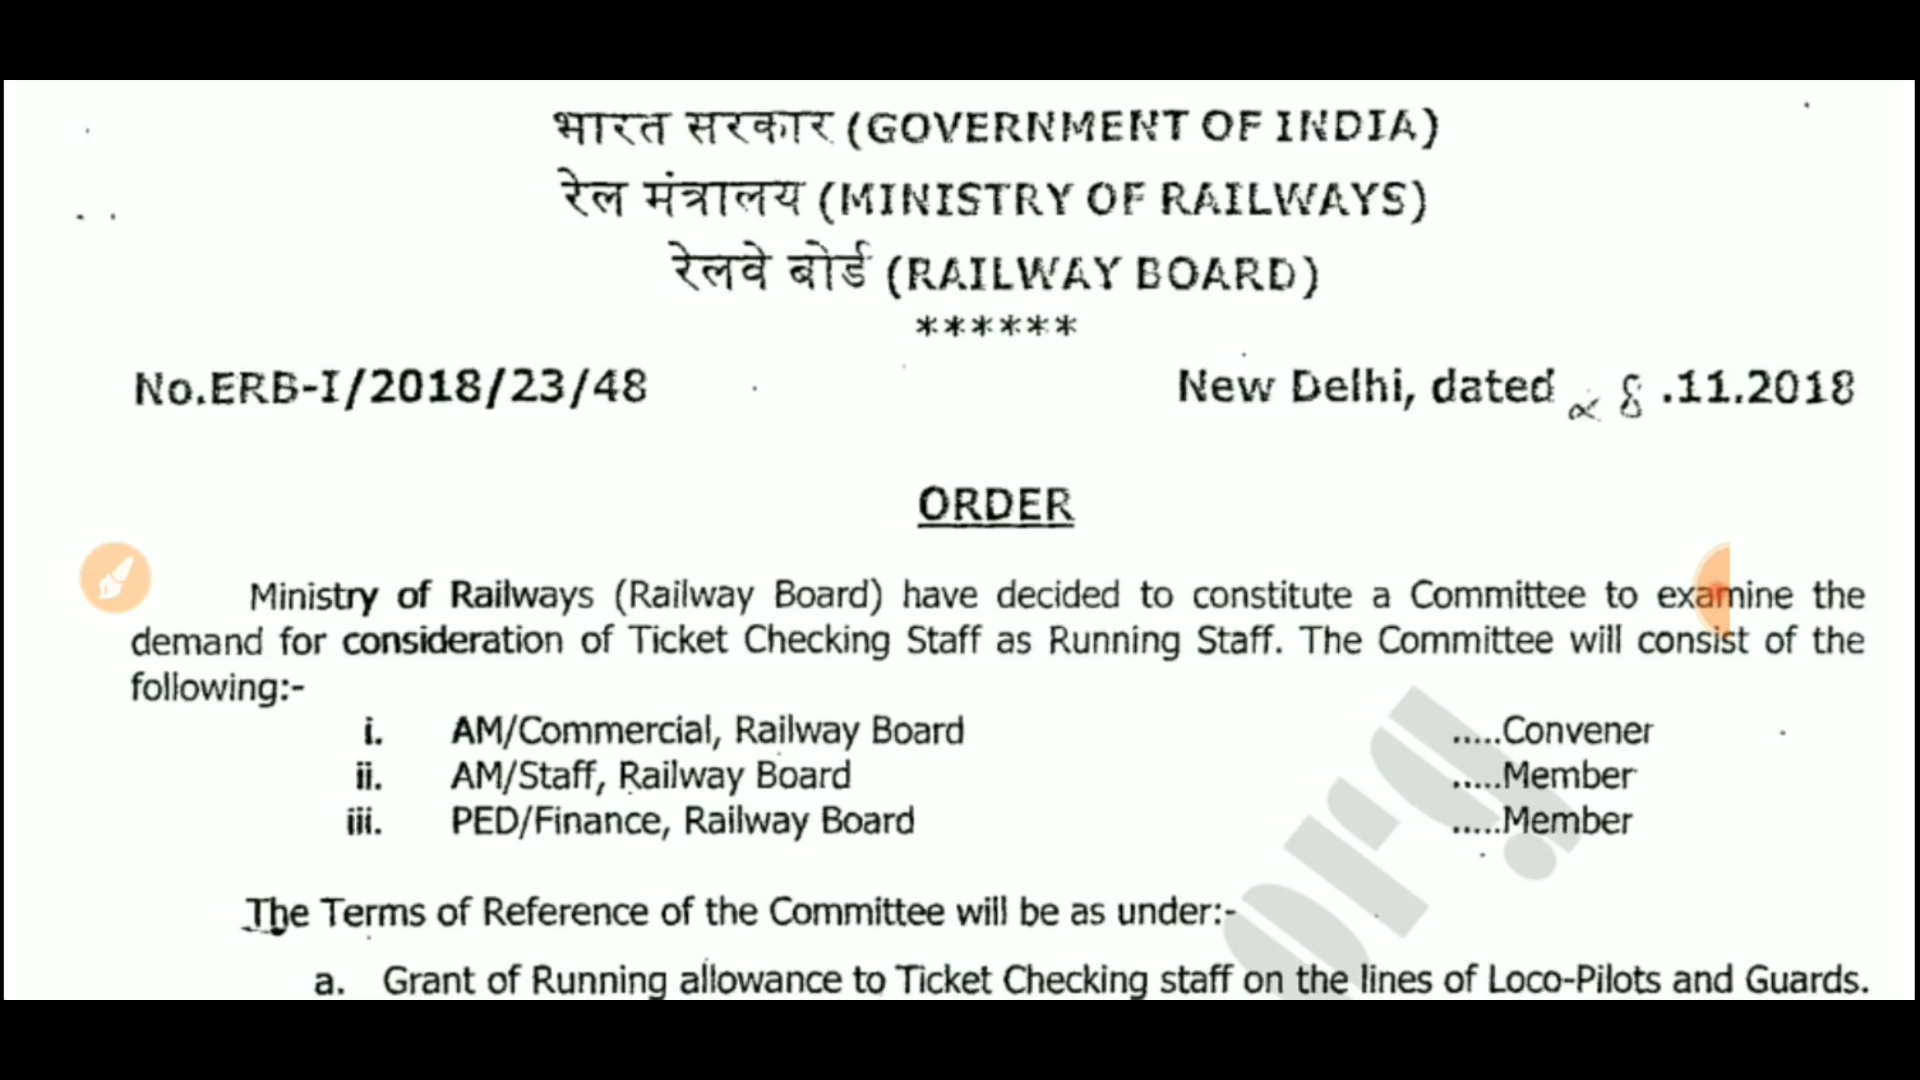 भारत सरकार (GOVERNMENT OF INDIA)
रेल मंत्रालय (MINISTRY OF RAILWAYS)
रेलवे बोर्ड (RAILWAY BOARD)
******
No.ERB-I/2018/23/48 New Delhi, dated 28.11.2018
ORDER
Ministry of Railways (Railway Board) have decided to constitute a Committee to examine the
demand for consideration of Ticket Checking Staff as Running Staff. The Committee will consist of the
following:-
i. AM/Commercial, Railway Board .....Convener
ii. AM/Staff, Railway Board .....Member
iii. PED/Finance, Railway Board .....Member
The Terms of Reference of the Committee will be as under:-
a. Grant of Running allowance to Ticket Checking staff on the lines of Loco-Pilots and Guards.
org